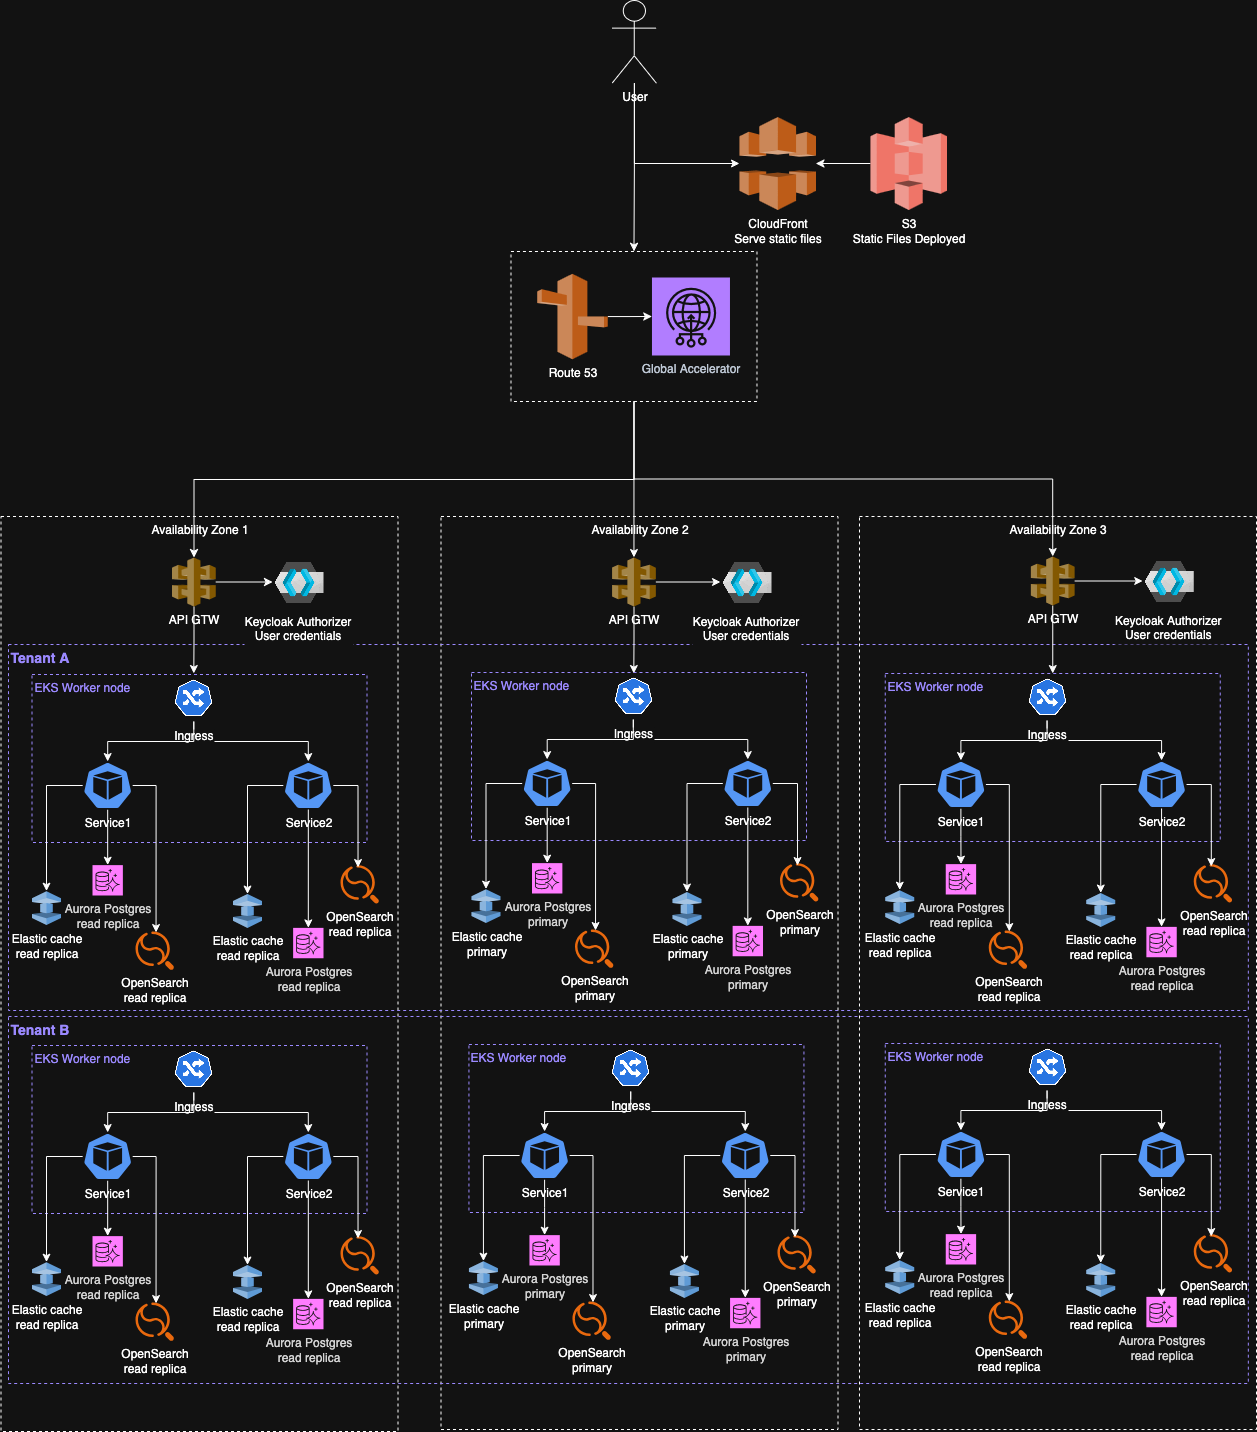 User
CloudFront
Serve static files
S3
Static Files Deployed
Route 53
Global Accelerator
Availability Zone 1
Availability Zone 2
Availability Zone 3
API GTW
Keycloak Authorizer
User credentials
API GTW
Keycloak Authorizer
User credentials
API GTW
Keycloak Authorizer
User credentials
Tenant A
EKS Worker node
Ingress
Service1
Service2
Elastic cache
read replica
Aurora Postgres
read replica
OpenSearch
read replica
Elastic cache
read replica
Aurora Postgres
read replica
OpenSearch
read replica
EKS Worker node
Ingress
Service1
Service2
Elastic cache
primary
Aurora Postgres
primary
OpenSearch
primary
Elastic cache
primary
Aurora Postgres
primary
OpenSearch
primary
EKS Worker node
Ingress
Service1
Service2
Elastic cache
read replica
Aurora Postgres
read replica
OpenSearch
read replica
Elastic cache
read replica
Aurora Postgres
read replica
OpenSearch
read replica
Tenant B
EKS Worker node
Ingress
Service1
Service2
Elastic cache
read replica
Aurora Postgres
read replica
OpenSearch
read replica
Elastic cache
read replica
Aurora Postgres
read replica
OpenSearch
read replica
EKS Worker node
Ingress
Service1
Service2
Elastic cache
primary
Aurora Postgres
primary
OpenSearch
primary
Elastic cache
primary
Aurora Postgres
primary
OpenSearch
primary
EKS Worker node
Ingress
Service1
Service2
Elastic cache
read replica
Aurora Postgres
read replica
OpenSearch
read replica
Elastic cache
read replica
Aurora Postgres
read replica
OpenSearch
read replica